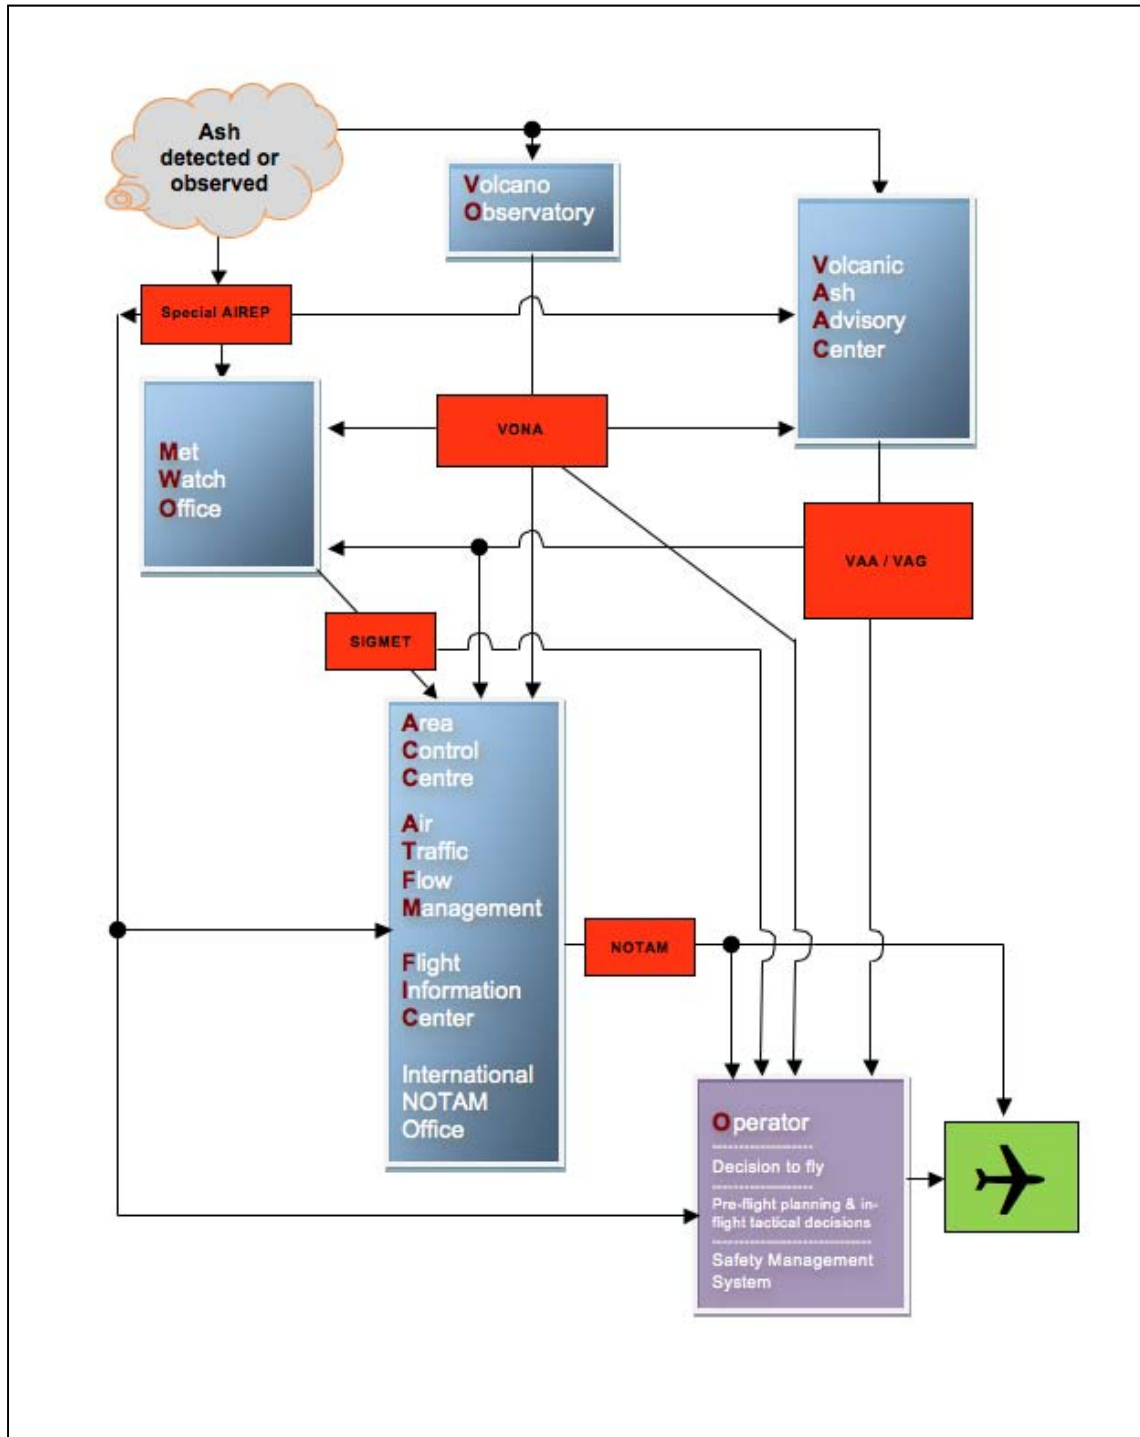 Ash
detected or
observed
Volcano
Observatory
Volcanic
Ash
Advisory
Center
Special AIREP
VONA
Met
Watch
Office
VAA / VAG
SIGMET
Area
Control
Centre
Air
Traffic
Flow
Management
Flight
Information
Center
International
NOTAM
Office
NOTAM
Operator
Decision to fly
Pre-flight planning & in-
flight tactical decisions
Safety Management
System